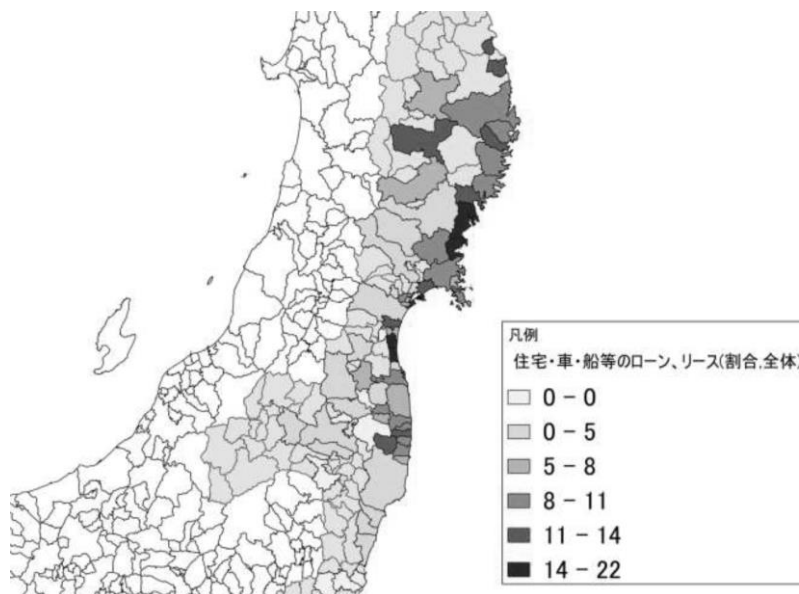 凡例
住宅・車・船等のローン、リース(割合,全体)
0 – 0
0 – 5
5 – 8
8 – 11
11 – 14
14 – 22